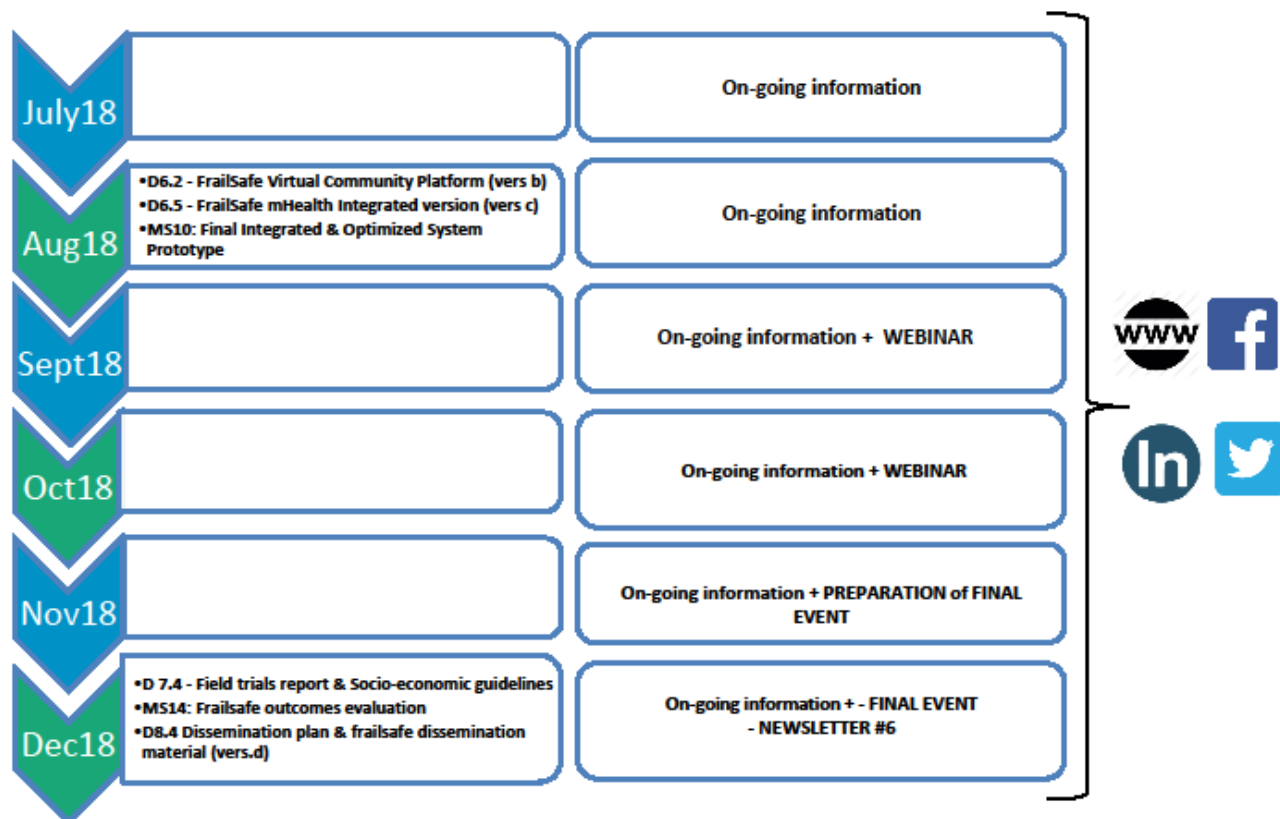 July18
On-going information
Aug18
•D6.2 - FrailSafe Virtual Community Platform (vers b)
•D6.5 - FrailSafe mHealth Integrated version (vers c)
•MS10: Final Integrated & Optimized System
Prototype
On-going information
Sept18
On-going information + WEBINAR
Oct18
On-going information + WEBINAR
Nov18
On-going information + PREPARATION of FINAL
EVENT
Dec18
•D 7.4 - Field trials report & Socio-economic guidelines
•MS14: Frailsafe outcomes evaluation
•D8.4 Dissemination plan & frailsafe dissemination
material (vers.d)
On-going information + - FINAL EVENT
- NEWSLETTER #6
www
f
In